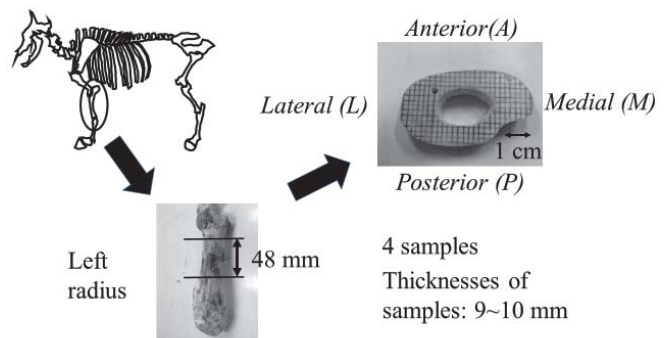 Anterior(A)
Lateral (L)
Medial (M)
1 cm
Posterior (P)
Left
radius
48 mm
4 samples
Thicknesses of
samples: 9~10 mm